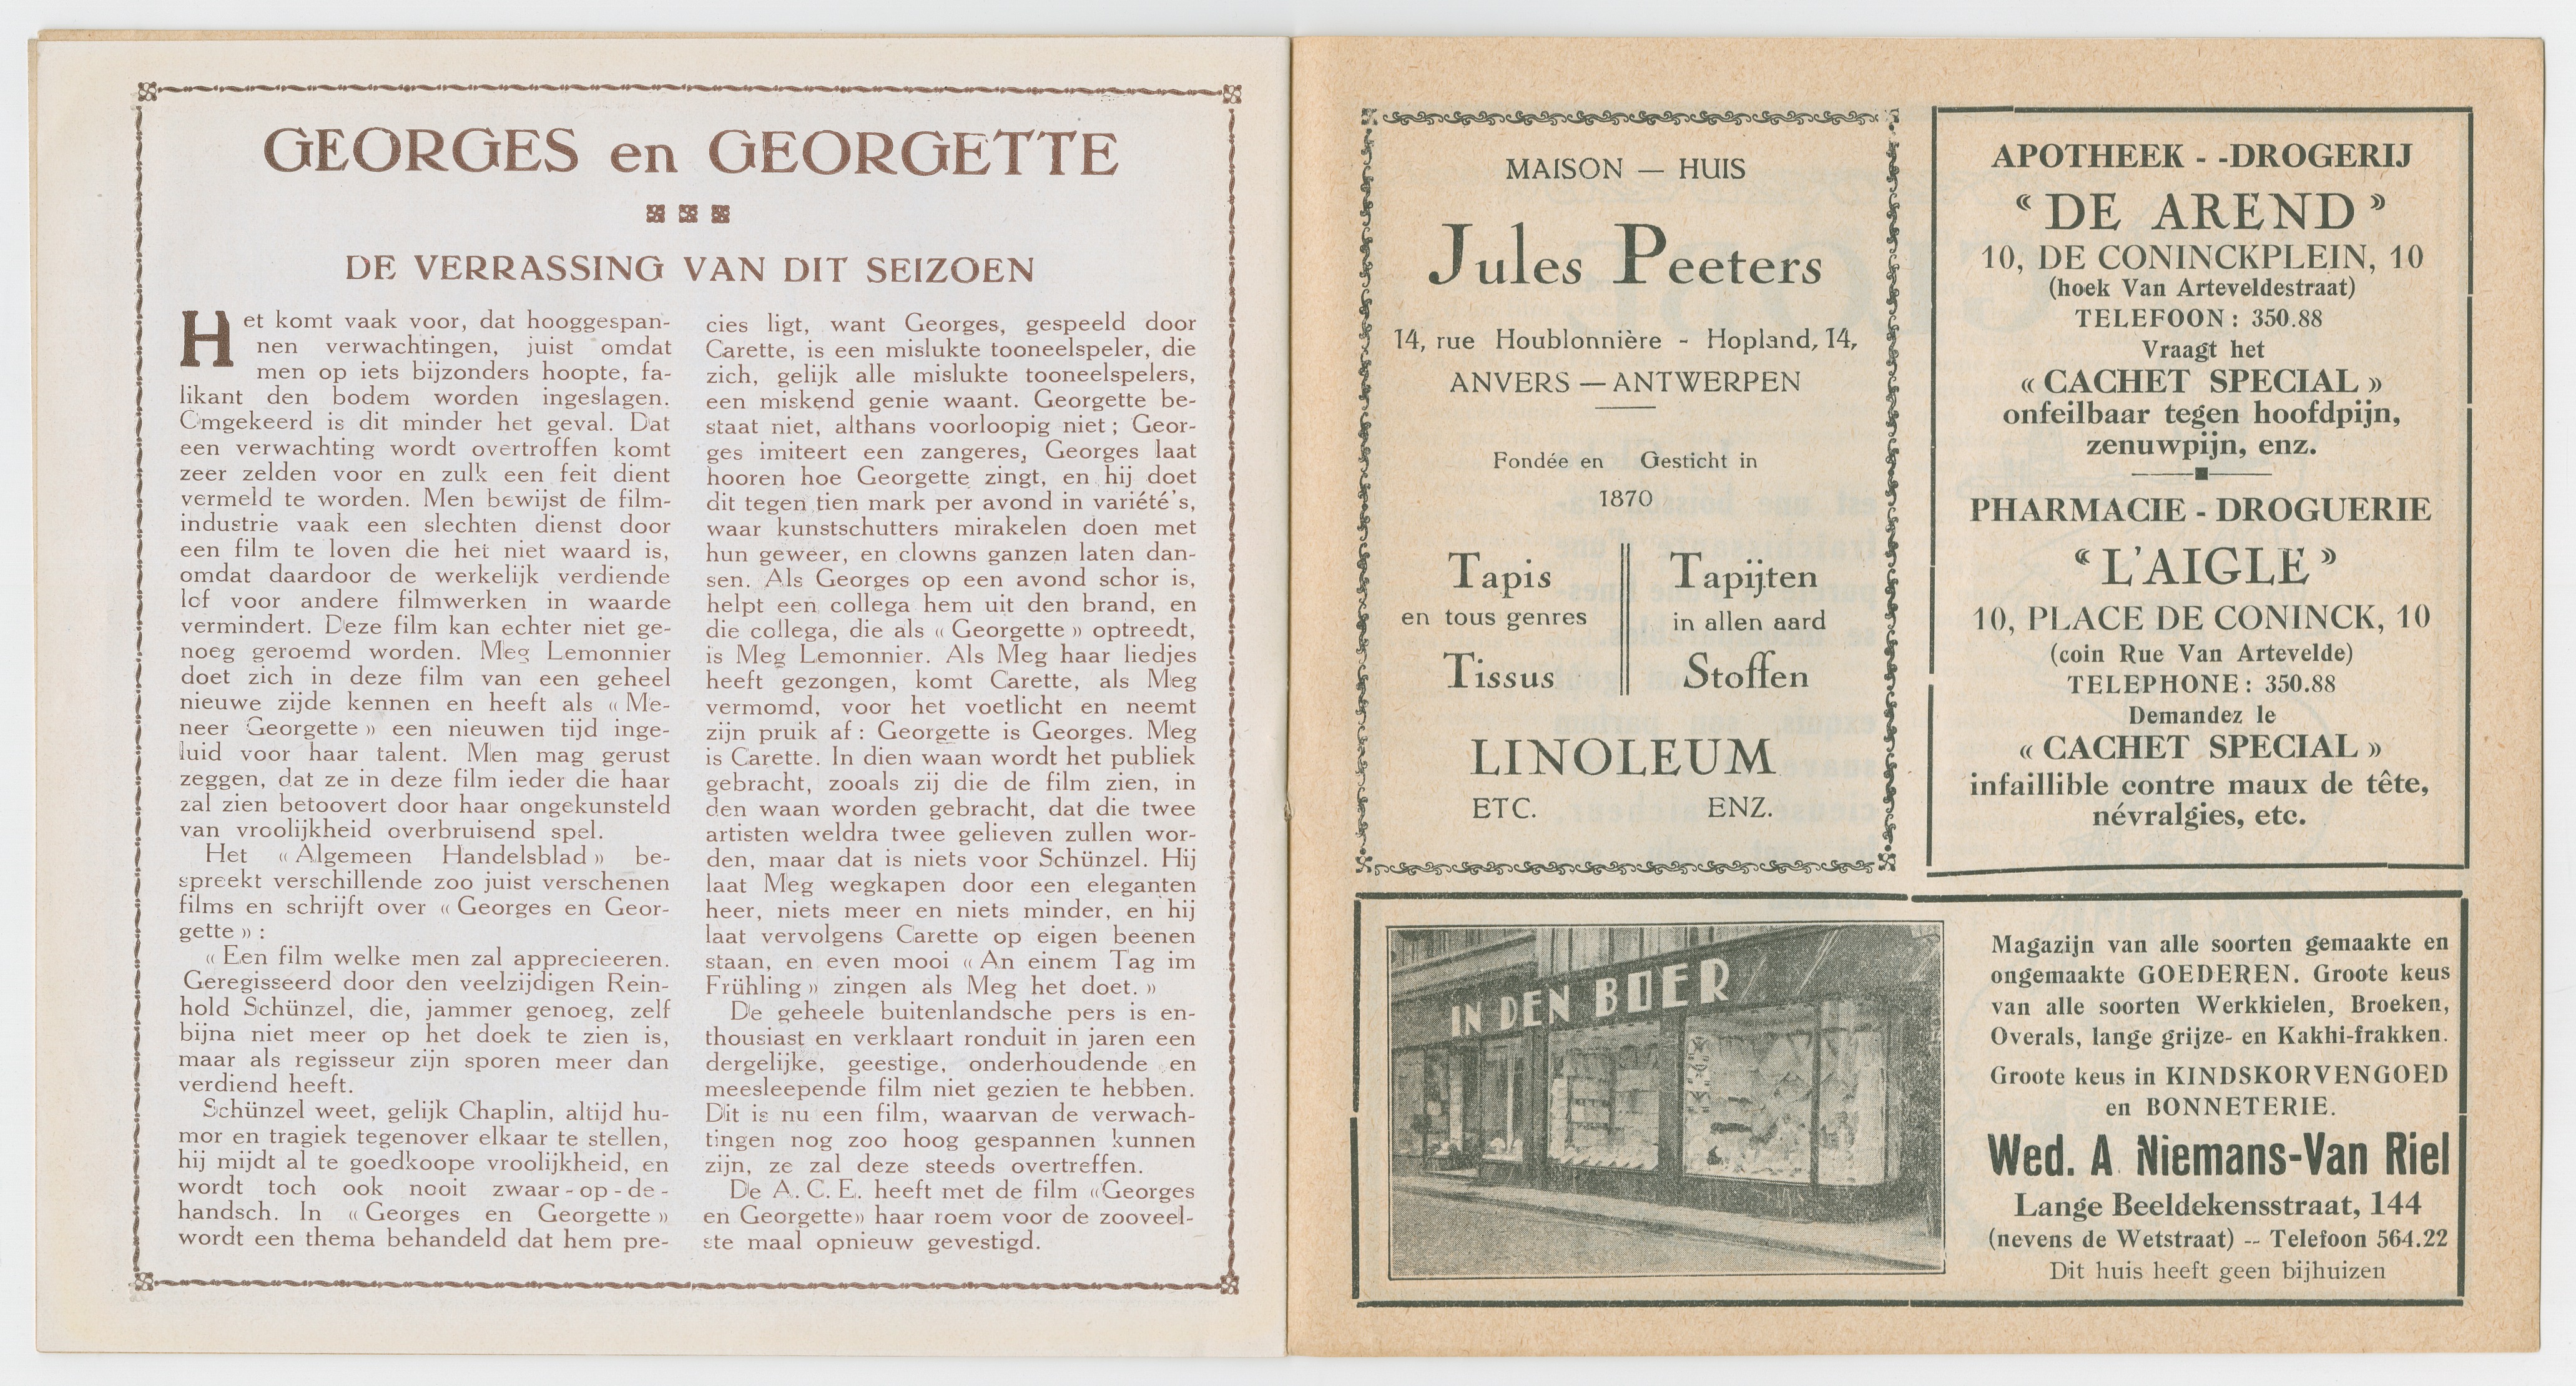 GEORGES en GEORGETTE
DE VERRASSING VAN DIT SEIZOEN
Het komt vaak voor, dat hooggespan-
nen verwachtingen, juist omdat
men op iets bijzonders hoopte, fa-
likant den bodem worden ingeslagen.
Omgekeerd is dit minder het geval. Dat
een verwachting wordt overtroffen komt
zeer zelden voor en zulk een feit dient
vermeld te worden. Men bewijst de film-
industrie vaak een slechten dienst door
een film te loven die het niet waard is,
omdat daardoor de werkelijk verdiende
lof voor andere filmwerken in waarde
vermindert. Deze film kan echter niet ge-
noeg geroemd worden. Meg Lemonnier
doet zich in deze film van een geheel
nieuwe zijde kennen en heeft als « Me-
neer Georgette » een nieuwen tijd inge-
luid voor haar talent. Men mag gerust
zeggen, dat ze in deze film ieder die haar
zal zien betoovert door haar ongekunsteld
van vroolijkheid overbruisend spel.
Het « Algemeen Handelsblad » be-
spreekt verschillende zoo juist verschenen
films en schrijft over « Georges en Geor-
gette » :
« Een film welke men zal apprecieeren.
Geregisseerd door den veelzijdigen Rein-
hold Schünzel, die, jammer genoeg, zelf
bijna niet meer op het doek te zien is,
maar als regisseur zijn sporen meer dan
verdiend heeft.
Schünzel weet, gelijk Chaplin, altijd hu-
mor en tragiek tegenover elkaar te stellen,
hij mijdt al te goedkoope vroolijkheid, en
wordt toch ook nooit zwaar-op-de-
handsch. In « Georges en Georgette »
wordt een thema behandeld dat hem pre-
cies ligt, want Georges, gespeeld door
Carette, is een mislukte tooneelspeler, die
zich, gelijk alle mislukte tooneelspelers,
een miskend genie waant. Georgette be-
staat niet, althans voorloopig niet ; Geor-
ges imiteert een zangeres, Georges laat
hooren hoe Georgette zingt, en hij doet
dit tegen tien mark per avond in variété's,
waar kunstschutters mirakelen doen met
hun geweer, en clowns ganzen laten dan-
sen. Als Georges op een avond schor is,
helpt een collega hem uit den brand, en
die collega, die als « Georgette » optreedt,
is Meg Lemonnier. Als Meg haar liedjes
heeft gezongen, komt Carette, als Meg
vermomd, voor het voetlicht en neemt
zijn pruik af : Georgette is Georges. Meg
is Carette. In dien waan wordt het publiek
gebracht, zooals zij die de film zien, in
den waan worden gebracht, dat die twee
artisten weldra twee gelieven zullen wor-
den, maar dat is niets voor Schünzel. Hij
laat Meg wegkapen door een eleganten
heer, niets meer en niets minder, en hij
laat vervolgens Carette op eigen beenen
staan, en even mooi « An einem Tag im
Frühling » zingen als Meg het doet. »
De geheele buitenlandsche pers is en-
thousiast en verklaart ronduit in jaren een
dergelijke, geestige, onderhoudende en
meesleepende film niet gezien te hebben.
Dit is nu een film, waarvan de verwach-
tingen nog zoo hoog gespannen kunnen
zijn, ze zal deze steeds overtreffen.
De A. C. E. heeft met de film «Georges
en Georgette» haar roem voor de zooveel-
ste maal opnieuw gevestigd.
MAISON — HUIS
Jules Peeters
14, rue Houblonnière - Hopland, 14,
ANVERS — ANTWERPEN
Fondée en Gesticht in
1870
Tapis
en tous genres
Tissus
Tapijten
in allen aard
Stoffen
LINOLEUM
ETC. ENZ.
APOTHEEK - -DROGERIJ
« DE AREND »
10, DE CONINCKPLEIN, 10
(hoek Van Arteveldestraat)
TELEFOON : 350.88
Vraagt het
« CACHET SPECIAL »
onfeilbaar tegen hoofdpijn,
zenuwpijn, enz.
PHARMACIE - DROGUERIE
« L'AIGLE »
10, PLACE DE CONINCK, 10
(coin Rue Van Artevelde)
TELEPHONE : 350.88
Demandez le
« CACHET SPECIAL »
infaillible contre maux de tête,
névralgies, etc.
IN DEN BOER
Magazijn van alle soorten gemaakte en
ongemaakte GOEDEREN. Groote keus
van alle soorten Werkkielen, Broeken,
Overals, lange grijze- en Kakhi-frakken.
Groote keus in KINDSKORVENGOED
en BONNETERIE.
Wed. A. Niemans-Van Riel
Lange Beeldekensstraat, 144
(nevens de Wetstraat) -- Telefoon 564.22
Dit huis heeft geen bijhuizen